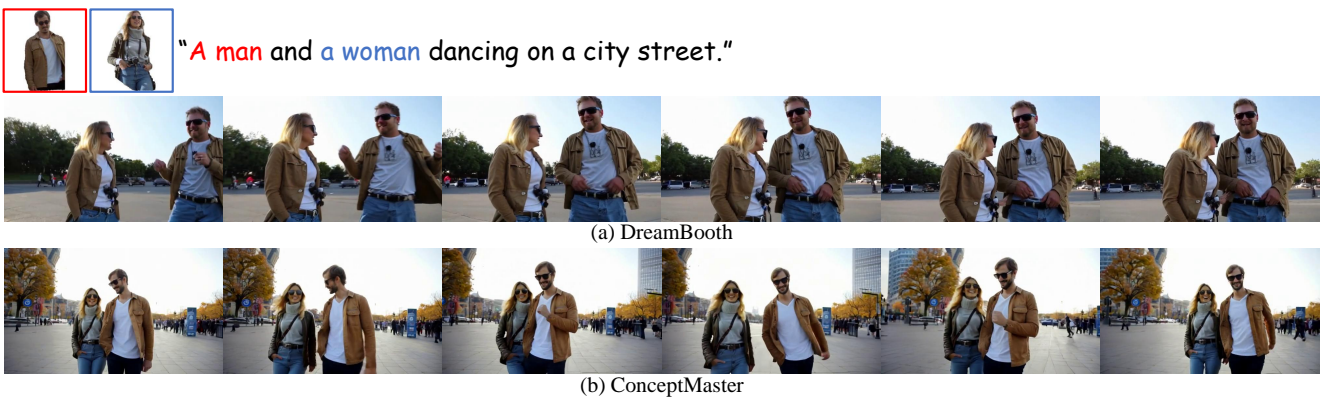 “A man and a woman dancing on a city street.”
(a) DreamBooth
(b) ConceptMaster